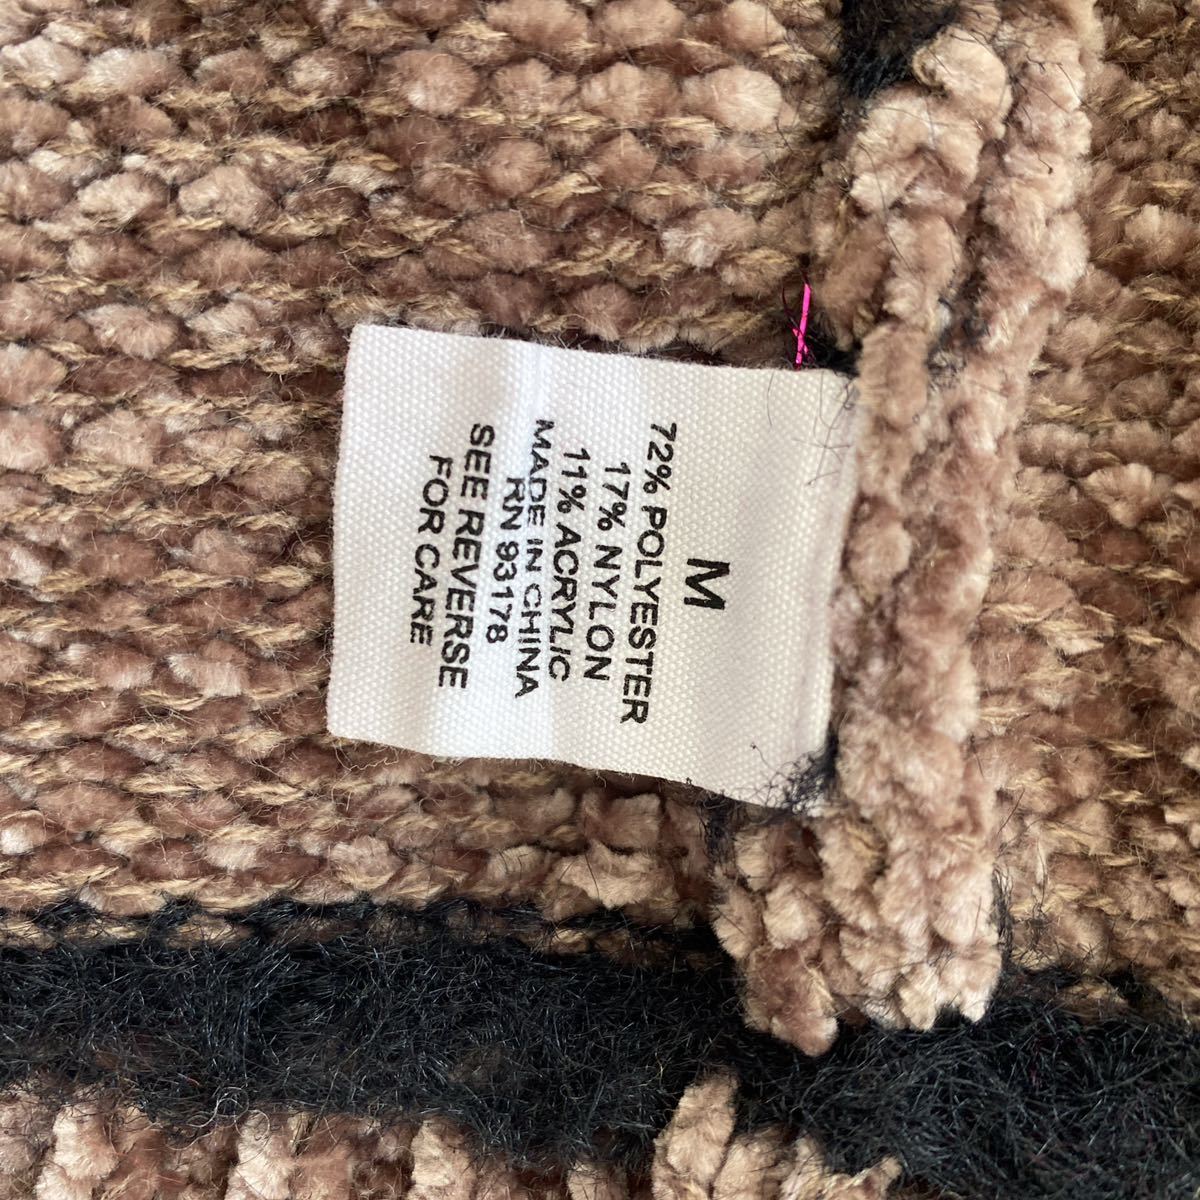 M
72% POLYESTER
17% NYLON
11% ACRYLIC
MADE IN CHINA
RN 93178
SEE REVERSE
FOR CARE